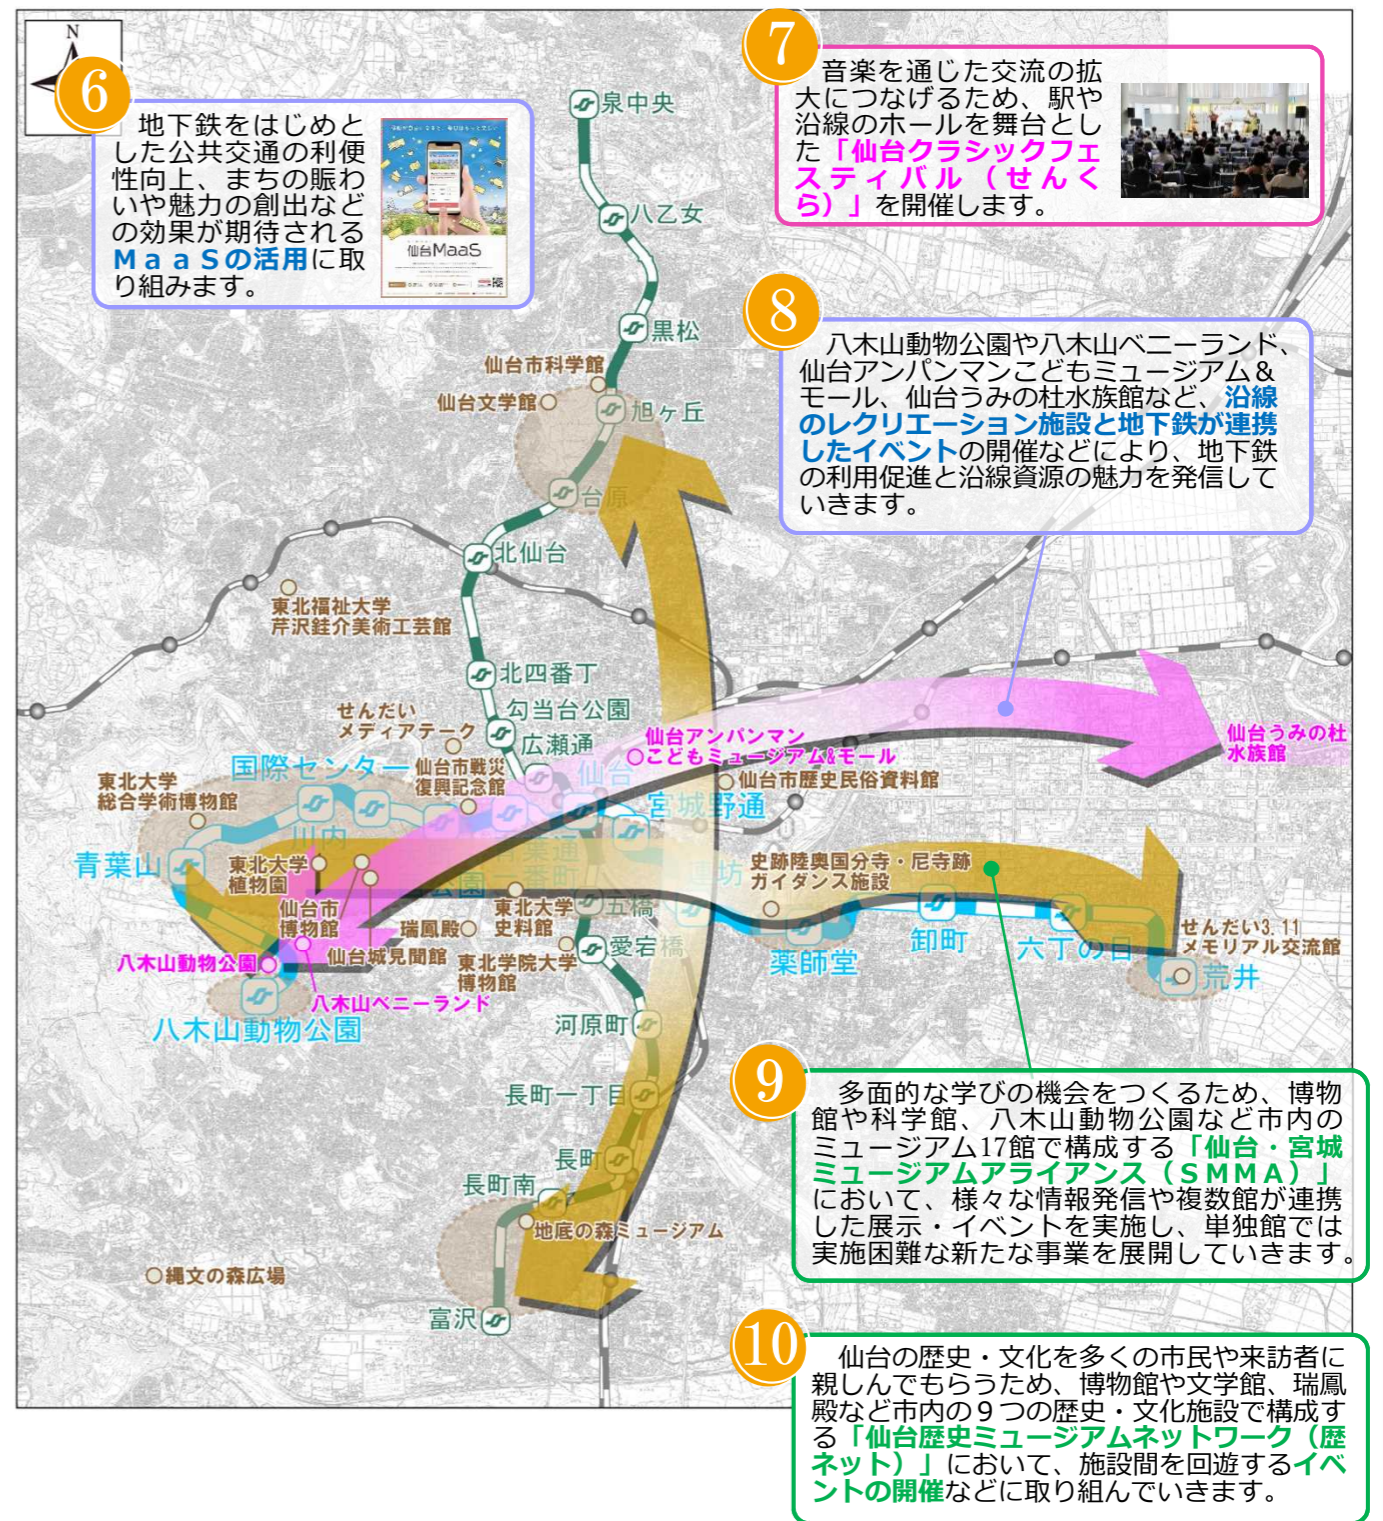 N
6
地下鉄をはじめと
した公共交通の利便
性向上、まちの賑わ
いや魅力の創出など
の効果が期待される
ＭａａＳの活用に取
り組みます。
仙台MaaS
7
音楽を通じた交流の拡
大につなげるため、駅や
沿線のホールを舞台とし
た「仙台クラシックフェ
スティバル（せんく
ら）」を開催します。
8
八木山動物公園や八木山ベニーランド、
仙台アンパンマンこどもミュージアム＆
モール、仙台うみの杜水族館など、沿線
のレクリエーション施設と地下鉄が連携
したイベントの開催などにより、地下鉄
の利用促進と沿線資源の魅力を発信して
いきます。
泉中央
八乙女
黒松
仙台市科学館
仙台文学館
旭ヶ丘
台原
北仙台
東北福祉大学
芹沢銈介美術工芸館
北四番丁
勾当台公園
広瀬通
せんだい
メディアテーク
仙台アンパンマン
こどもミュージアム&モール
仙台うみの杜
水族館
国際センター
仙台市戦災
復興記念館
仙台
仙台市歴史民俗資料館
東北大学
総合学術博物館
宮城野通
川内
青葉山
東北大学
植物園
公園
一番町
連坊
史跡陸奥国分寺・尼寺跡
ガイダンス施設
仙台市
博物館
瑞鳳殿
東北大学
史料館
五橋
卸町
六丁の目
せんだい3.11
メモリアル交流館
仙台城見聞館
東北学院大学
博物館
愛宕橋
薬師堂
荒井
八木山動物公園
八木山ベニーランド
八木山動物公園
河原町
長町一丁目
長町
長町南
地底の森ミュージアム
縄文の森広場
富沢
9
多面的な学びの機会をつくるため、博物
館や科学館、八木山動物公園など市内の
ミュージアム17館で構成する「仙台・宮城
ミュージアムアライアンス（ＳＭＭＡ）」
において、様々な情報発信や複数館が連携
した展示・イベントを実施し、単独館では
実施困難な新たな事業を展開していきます。
10
仙台の歴史・文化を多くの市民や来訪者に
親しんでもらうため、博物館や文学館、瑞鳳
殿など市内の９つの歴史・文化施設で構成す
る「仙台歴史ミュージアムネットワーク（歴
ネット）」において、施設間を回遊するイベ
ントの開催などに取り組んでいきます。